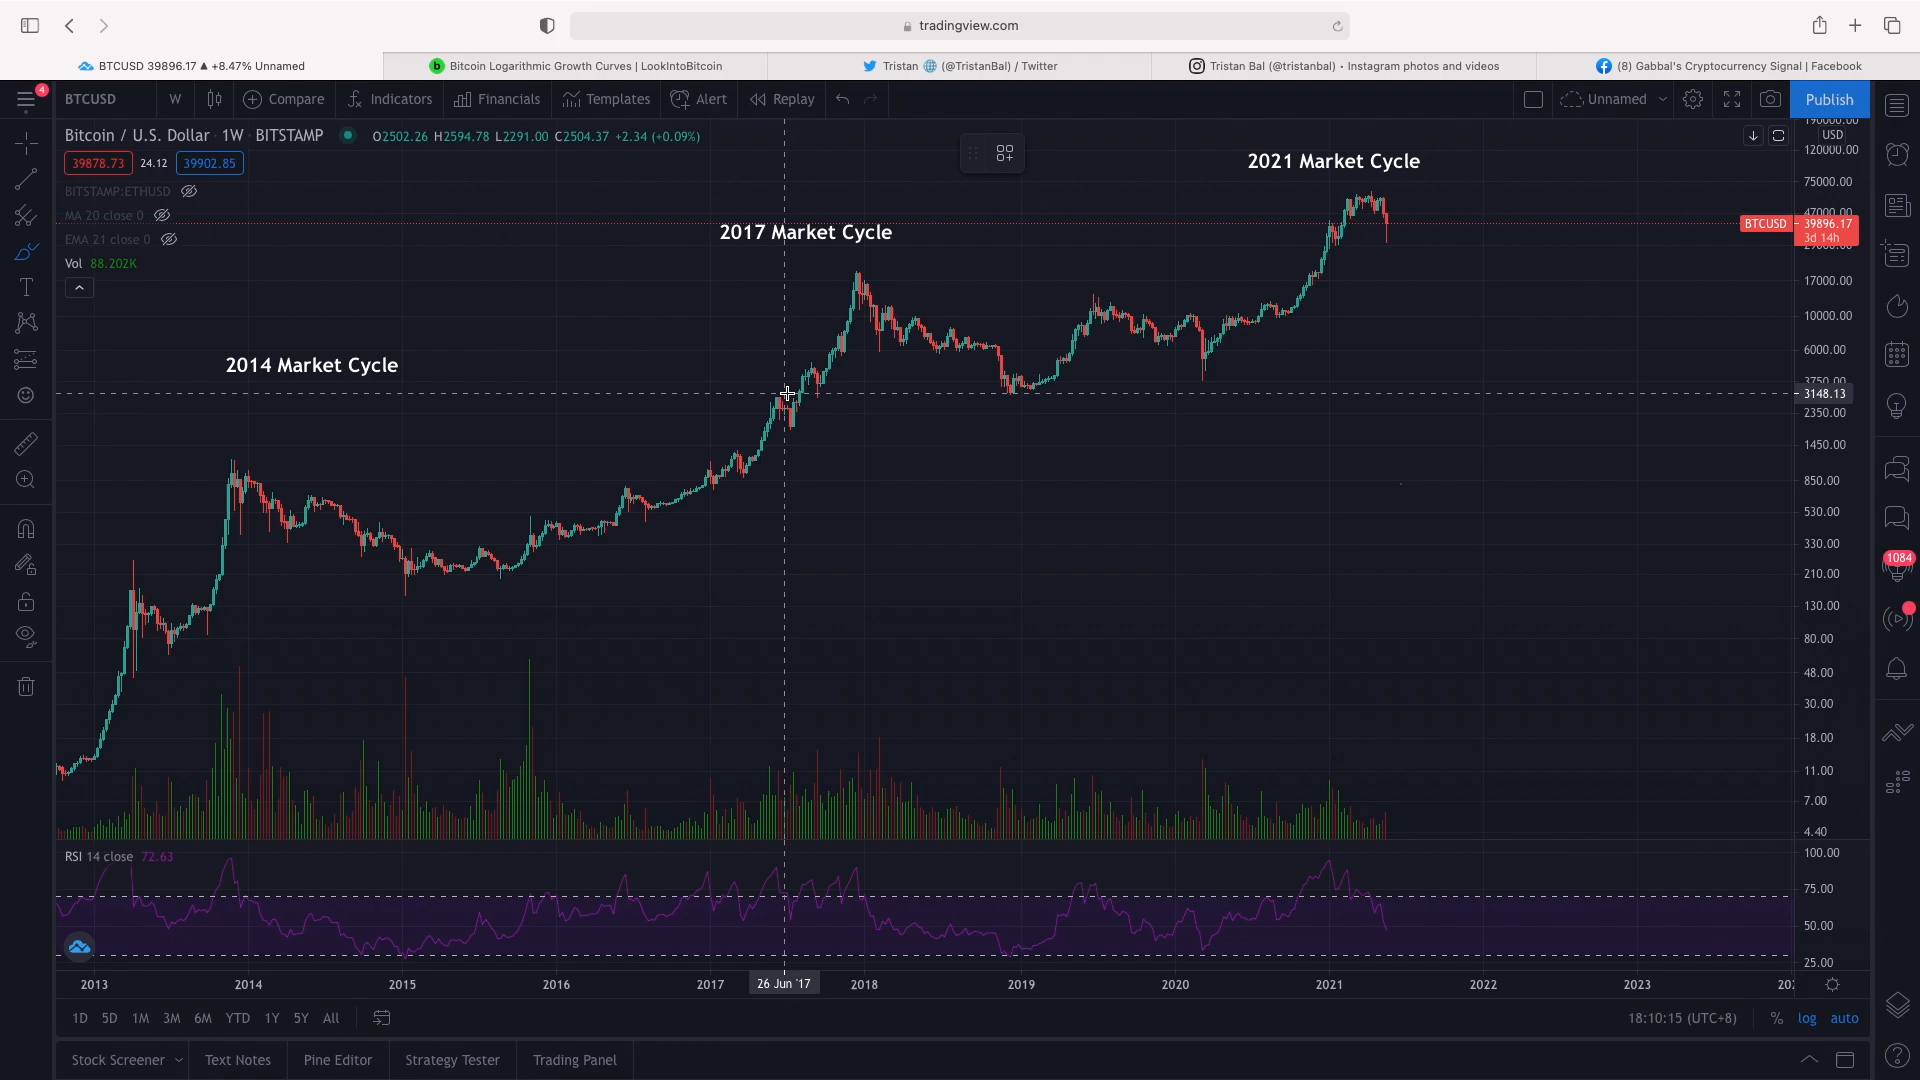 tradingview.com
BTCUSD 39896.17 ▲ +8.47% Unnamed
Bitcoin Logarithmic Growth Curves | LookIntoBitcoin
Tristan 🌐 (@TristanBal) / Twitter
Tristan Bal (@tristanbal) • Instagram photos and videos
(8) Gabbal's Cryptocurrency Signal | Facebook
4
BTCUSD
W
Compare
Indicators
Financials
Templates
Alert
Replay
Unnamed
Publish
Bitcoin / U.S. Dollar 1W BITSTAMP
O2502.26 H2594.78 L2291.00 C2504.37 +2.34 (+0.09%)
39878.73 24.12 39902.85
BITSTAMP:ETHUSD
MA 20 close 0
EMA 21 close 0
Vol 88.202K
2014 Market Cycle
2017 Market Cycle
2021 Market Cycle
190000.00
USD
120000.00
75000.00
47000.00
BTCUSD 39896.17
3d 14h
27000.00
17000.00
10000.00
6000.00
3750.00
3148.13
2350.00
1450.00
850.00
530.00
330.00
210.00
130.00
80.00
48.00
30.00
18.00
11.00
7.00
4.40
1084
RSI 14 close 72.63
100.00
75.00
50.00
25.00
2013 2014 2015 2016 2017 26 Jun '17 2018 2019 2020 2021 2022 2023
1D 5D 1M 3M 6M YTD 1Y 5Y All
18:10:15 (UTC+8) % log auto
Stock Screener Text Notes Pine Editor Strategy Tester Trading Panel